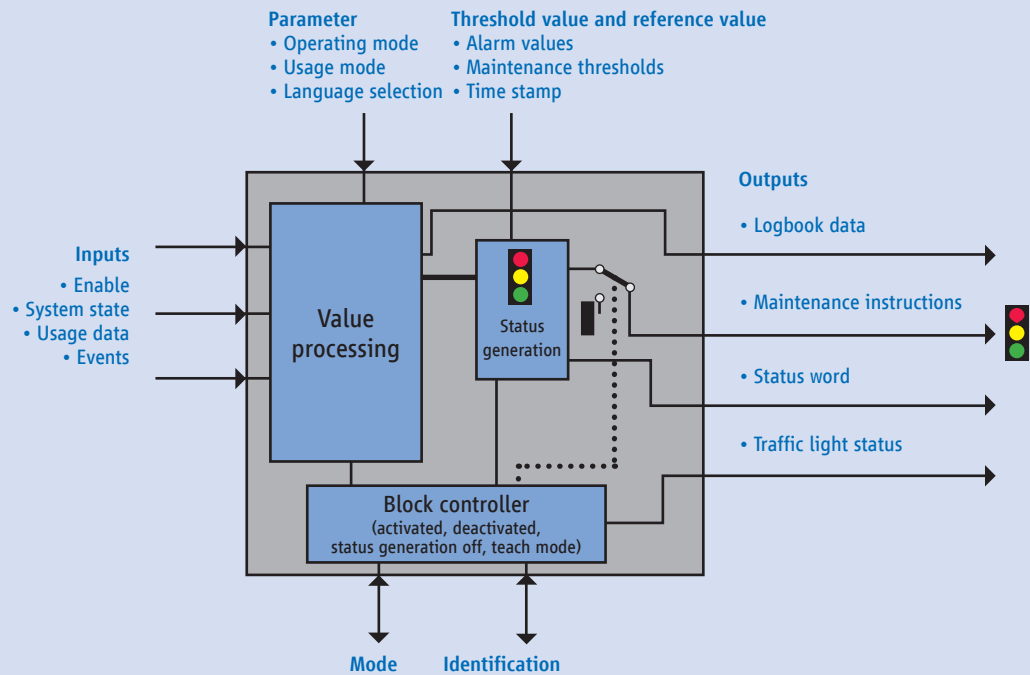 Parameter
• Operating mode
• Usage mode
• Language selection
Threshold value and reference value
• Alarm values
• Maintenance thresholds
• Time stamp
Inputs
• Enable
• System state
• Usage data
• Events
Value
processing
Status
generation
Block controller
(activated, deactivated,
status generation off, teach mode)
Outputs
• Logbook data
• Maintenance instructions
• Status word
• Traffic light status
Mode
Identification